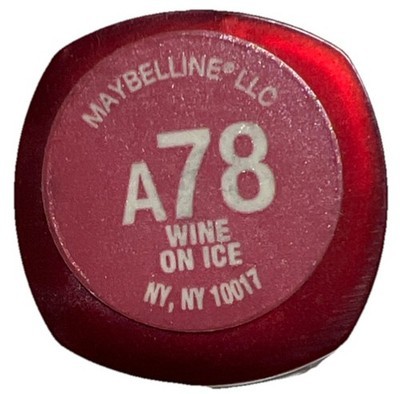 MAYBELLINE® LLC
A78
WINE
ON ICE
NY, NY 10017